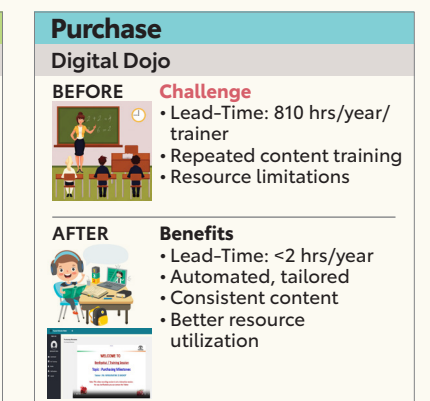 Purchase
Digital Dojo
BEFORE
Challenge
• Lead-Time: 810 hrs/year/
trainer
• Repeated content training
• Resource limitations
AFTER
Benefits
• Lead-Time: <2 hrs/year
• Automated, tailored
• Consistent content
• Better resource
utilization
WELCOME TO